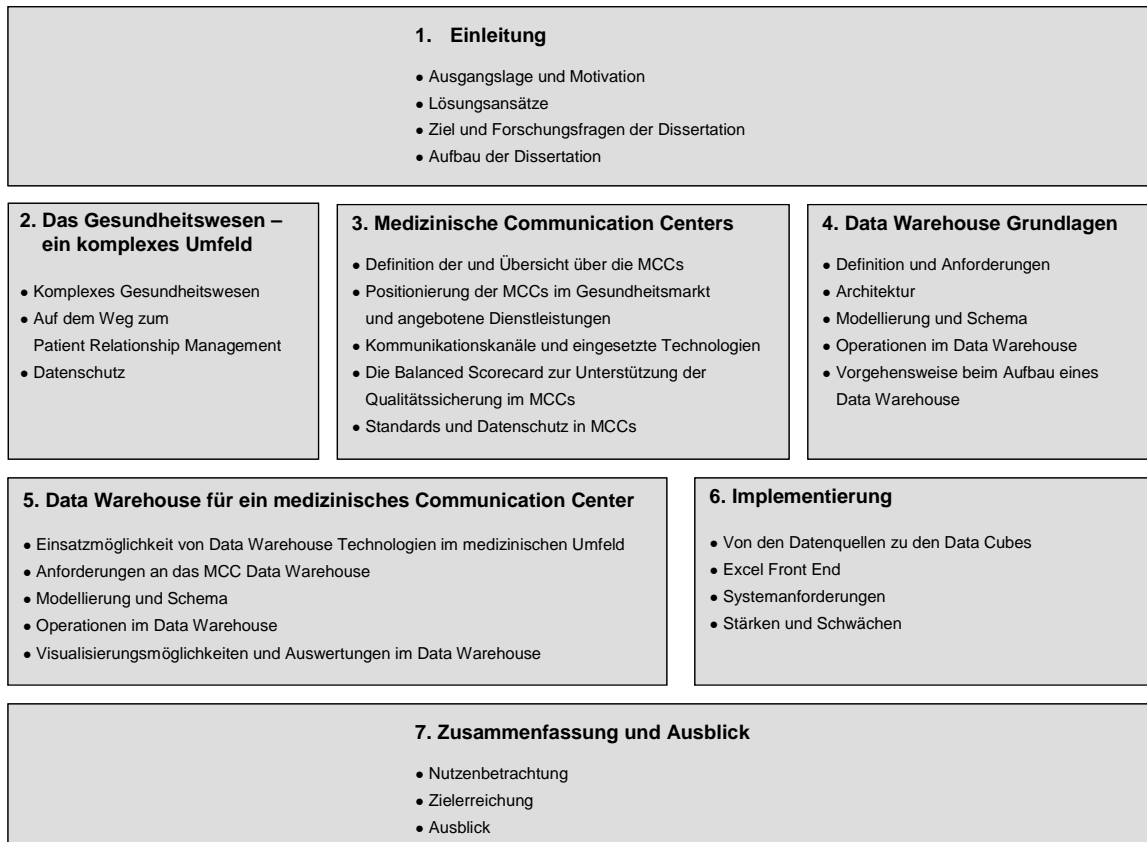 1. Einleitung
● Ausgangslage und Motivation
● Lösungsansätze
● Ziel und Forschungsfragen der Dissertation
● Aufbau der Dissertation
2. Das Gesundheitswesen –
ein komplexes Umfeld
● Komplexes Gesundheitswesen
● Auf dem Weg zum
Patient Relationship Management
● Datenschutz
3. Medizinische Communication Centers
● Definition der und Übersicht über die MCCs
● Positionierung der MCCs im Gesundheitsmarkt
und angebotene Dienstleistungen
● Kommunikationskanäle und eingesetzte Technologien
● Die Balanced Scorecard zur Unterstützung der
Qualitätssicherung im MCCs
● Standards und Datenschutz in MCCs
4. Data Warehouse Grundlagen
● Definition und Anforderungen
● Architektur
● Modellierung und Schema
● Operationen im Data Warehouse
● Vorgehensweise beim Aufbau eines
Data Warehouse
5. Data Warehouse für ein medizinisches Communication Center
● Einsatzmöglichkeit von Data Warehouse Technologien im medizinischen Umfeld
● Anforderungen an das MCC Data Warehouse
● Modellierung und Schema
● Operationen im Data Warehouse
● Visualisierungsmöglichkeiten und Auswertungen im Data Warehouse
6. Implementierung
● Von den Datenquellen zu den Data Cubes
● Excel Front End
● Systemanforderungen
● Stärken und Schwächen
7. Zusammenfassung und Ausblick
● Nutzenbetrachtung
● Zielerreichung
● Ausblick